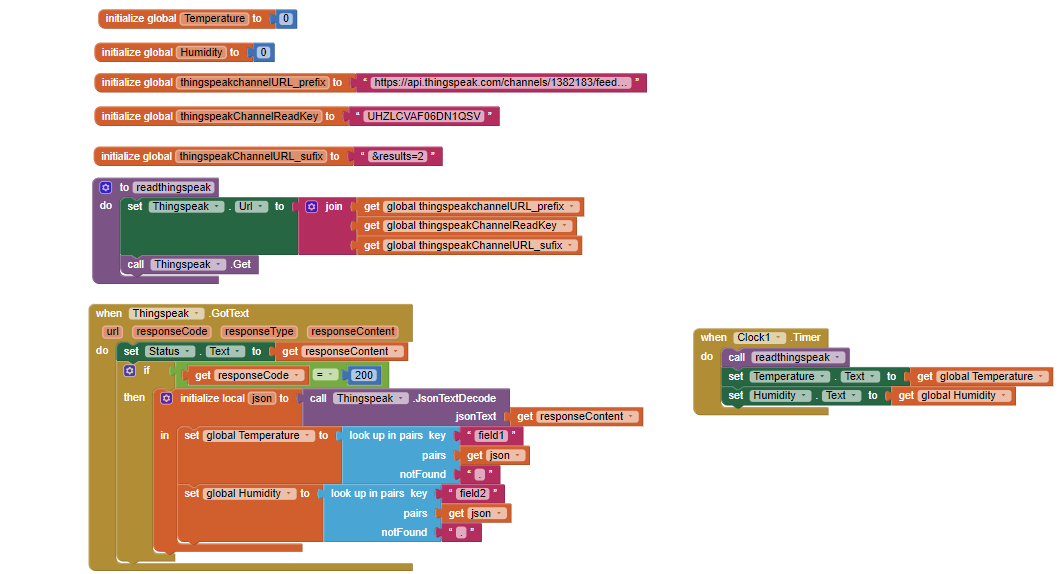 initialize global Temperature to 0
initialize global Humidity to 0
initialize global thingspeakchannelURL_prefix to “ https://api.thingspeak.com/channels/1382183/feed... ”
initialize global thingspeakChannelReadKey to “ UHZLCVAF06DN1QSV ”
initialize global thingspeakChannelURL_sufix to “ &results=2 ”
to readthingspeak
do set Thingspeak . Url to join get global thingspeakchannelURL_prefix
get global thingspeakChannelReadKey
get global thingspeakChannelURL_sufix
call Thingspeak .Get
when Thingspeak .GotText
url responseCode responseType responseContent
do set Status . Text to get responseContent
if get responseCode = 200
then initialize local json to call Thingspeak .JsonTextDecode
jsonText get responseContent
in set global Temperature to look up in pairs key “ field1 ”
pairs get json
notFound “ . ”
set global Humidity to look up in pairs key “ field2 ”
pairs get json
notFound “ . ”
when Clock1 .Timer
do call readthingspeak
set Temperature . Text to get global Temperature
set Humidity . Text to get global Humidity